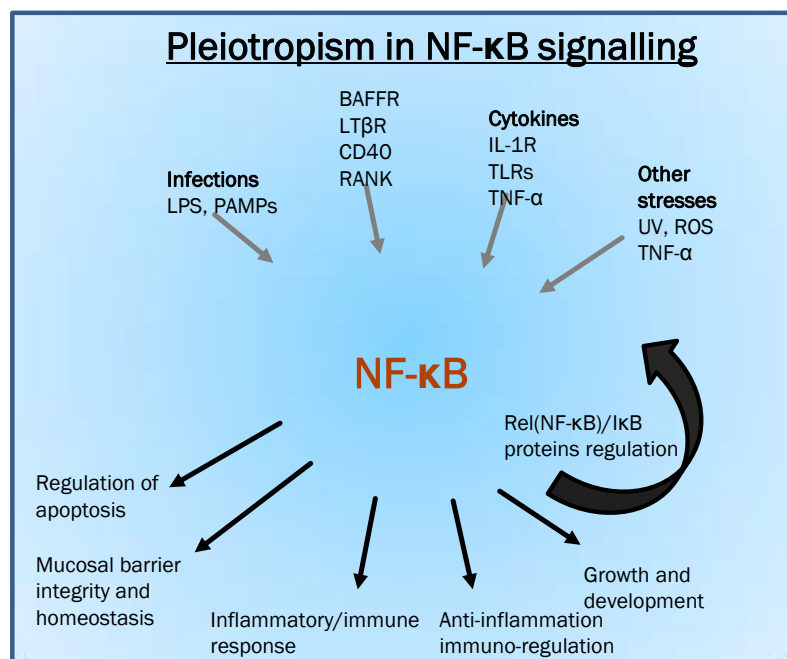 Pleiotropism in NF-κB signalling
BAFFR
LTβR
CD40
RANK
Cytokines
IL-1R
TLRs
TNF-α
Infections
LPS, PAMPs
Other
stresses
UV, ROS
TNF-α
NF-κB
Rel(NF-κB)/IκB
proteins regulation
Regulation of
apoptosis
Mucosal barrier
integrity and
homeostasis
Inflammatory/immune
response
Anti-inflammation
immuno-regulation
Growth and
development